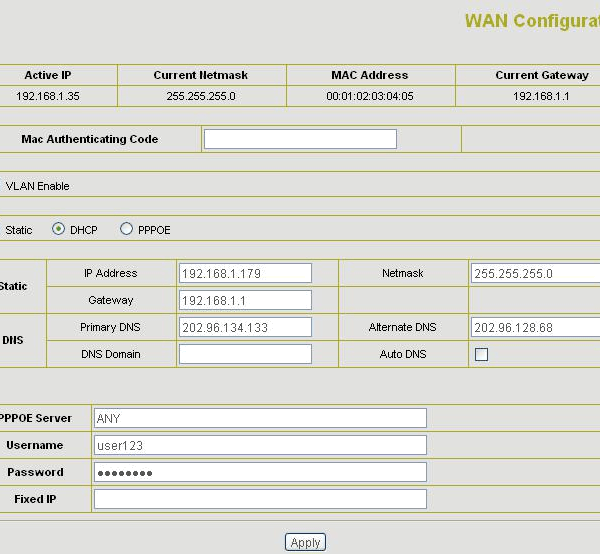 WAN Configurat
Active IP Current Netmask MAC Address Current Gateway
192.168.1.35 255.255.255.0 00:01:02:03:04:05 192.168.1.1
Mac Authenticating Code
VLAN Enable
Static DHCP PPPOE
Static IP Address 192.168.1.179 Netmask 255.255.255.0
Gateway 192.168.1.1
DNS Primary DNS 202.96.134.133 Alternate DNS 202.96.128.68
DNS Domain Auto DNS
PPPOE Server ANY
Username user123
Password ••••••••
Fixed IP
Apply